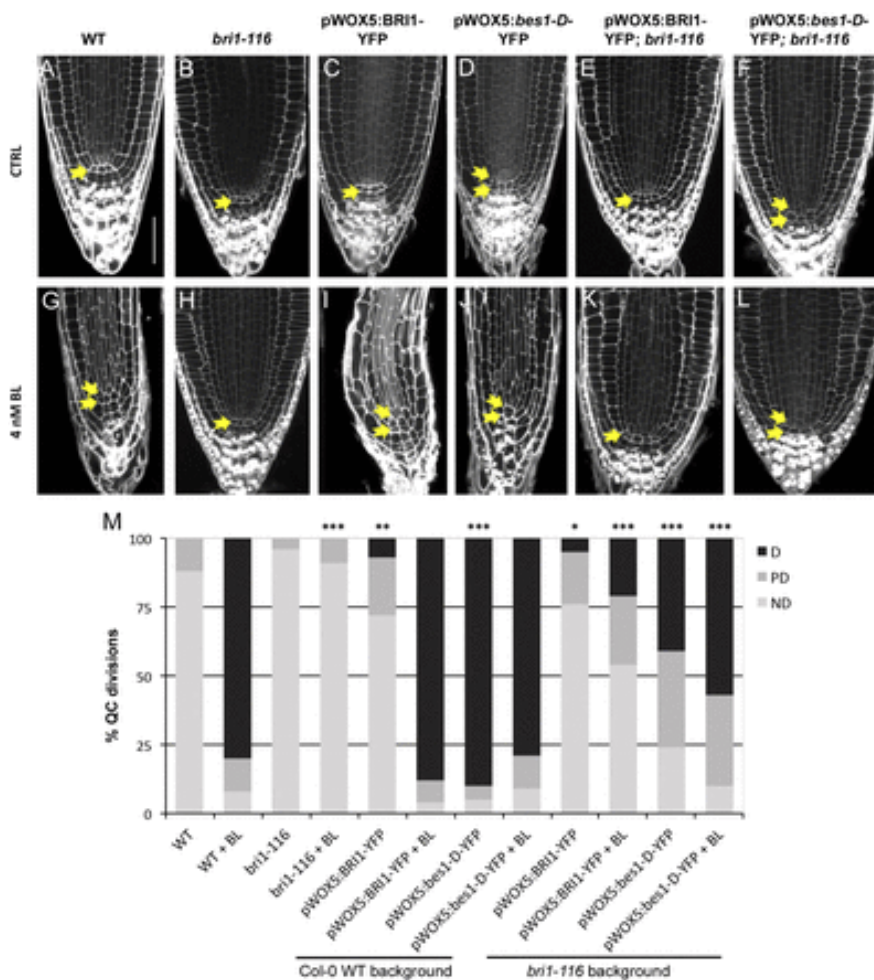 WT
bri1-116
pWOX5:BRI1-
YFP
pWOX5:bes1-D-
YFP
pWOX5:BRI1-
YFP; bri1-116
pWOX5:bes1-D-
YFP; bri1-116
CTRL
A
B
C
D
E
F
4 nM BL
G
H
I
J
K
L
M
*** ** *** * *** *** ***
% QC divisions
100
75
50
25
0
D
PD
ND
WT
WT + BL
bri1-116
bri1-116 + BL
pWOX5:BRI1-YFP
pWOX5:BRI1-YFP + BL
pWOX5:bes1-D-YFP
pWOX5:bes1-D-YFP + BL
pWOX5:BRI1-YFP
pWOX5:BRI1-YFP + BL
pWOX5:bes1-D-YFP
pWOX5:bes1-D-YFP + BL
Col-0 WT background
bri1-116 background